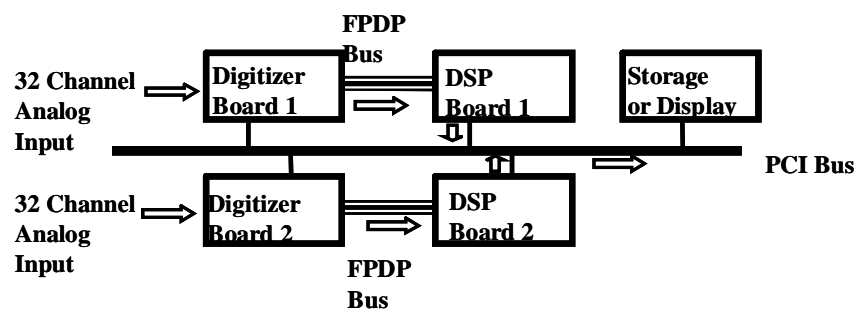 FPDP
Bus
32 Channel
Analog
Input
Digitizer
Board 1
DSP
Board 1
Storage
or Display
PCI Bus
32 Channel
Analog
Input
Digitizer
Board 2
DSP
Board 2
FPDP
Bus